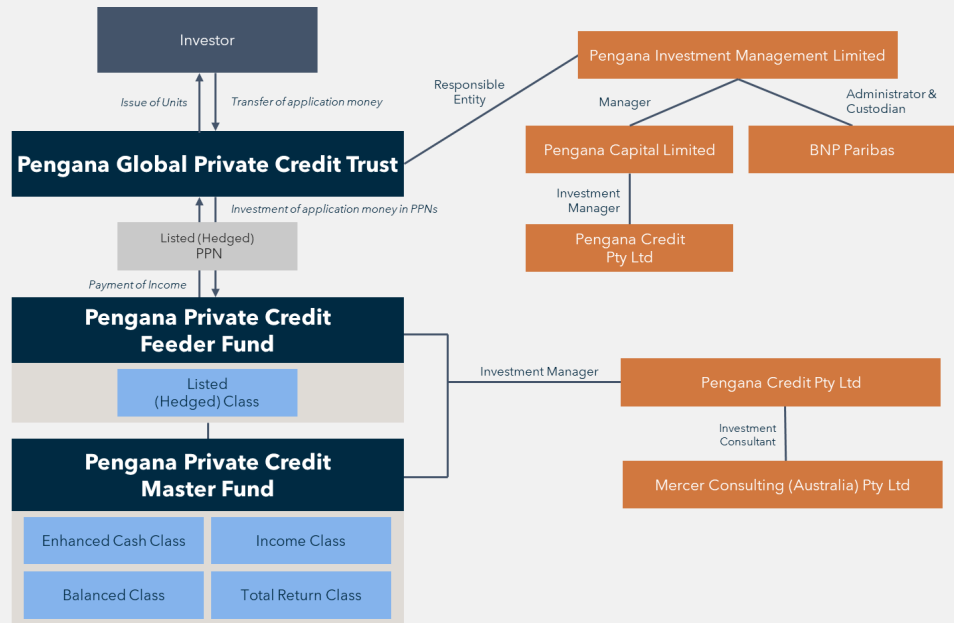 Investor
Issue of Units
Transfer of application money
Pengana Global Private Credit Trust
Investment of application money in PPNs
Listed (Hedged)
PPN
Payment of Income
Pengana Private Credit
Feeder Fund
Listed
(Hedged) Class
Pengana Private Credit
Master Fund
Enhanced Cash Class
Income Class
Balanced Class
Total Return Class
Responsible
Entity
Pengana Investment Management Limited
Manager
Administrator &
Custodian
Pengana Capital Limited
BNP Paribas
Investment
Manager
Pengana Credit
Pty Ltd
Investment Manager
Pengana Credit Pty Ltd
Investment
Consultant
Mercer Consulting (Australia) Pty Ltd